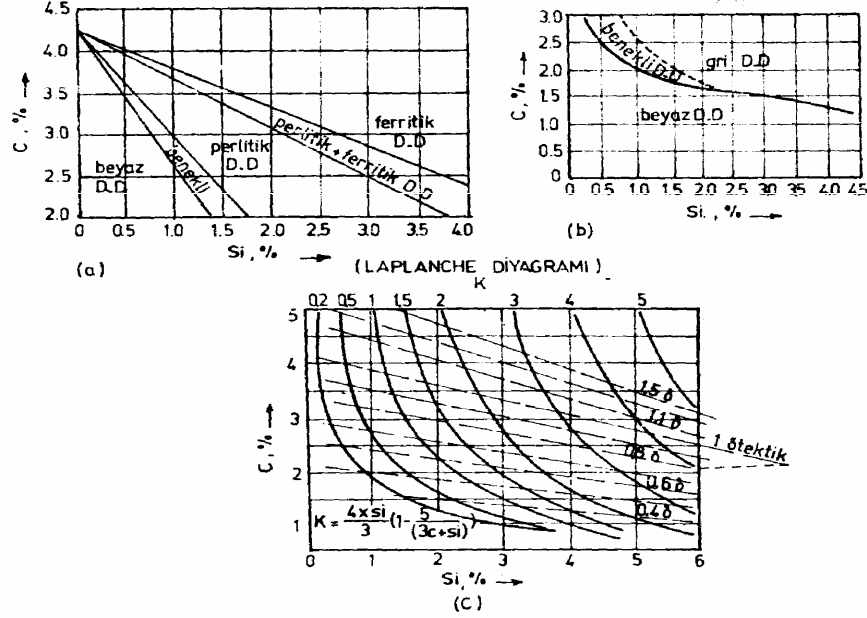 4.5
4.0
3.5
3.0
2.5
2.0
C, % →
beyaz
D.D
benekli
perlitik
D.D
perlitik + ferritik D.D
ferritik
D.D
0 0.5 1.0 1.5 2.0 2.5 3.0 3.5 4.0
Si, % →
(a)
3.0
2.5
2.0
1.5
1.0
0.5
0
C, % →
benekli D.D
gri D.D
beyaz D.D
0 0.5 1.0 1.5 2.0 2.5 3.0 3.5 4.0 4.5
Si, % →
(b)
(LAPLANCHE DİYAGRAMI)
K
0.2 0.5 1 1.5 2 3 4 5
5
4
3
2
1
C, % →
1.5 δ
1.1 δ
1 δtektik
0.8 δ
0.6 δ
0.4 δ
K = 4xsi/3 (1- 5/(3c+si))
0 1 2 3 4 5 6
Si, % →
(C)